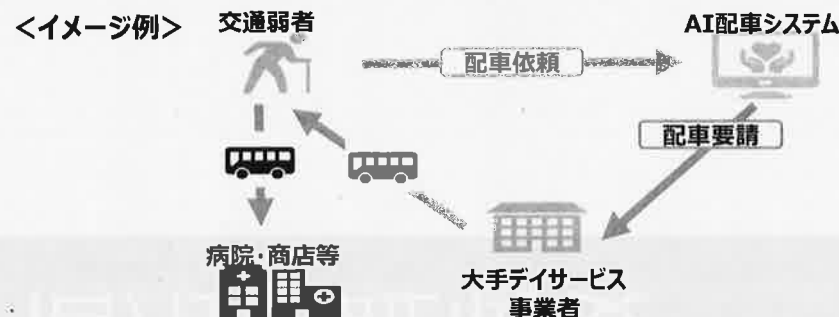 ＜イメージ例＞
交通弱者
AI配車システム
配車依頼
配車要請
病院・商店等
大手デイサービス
事業者